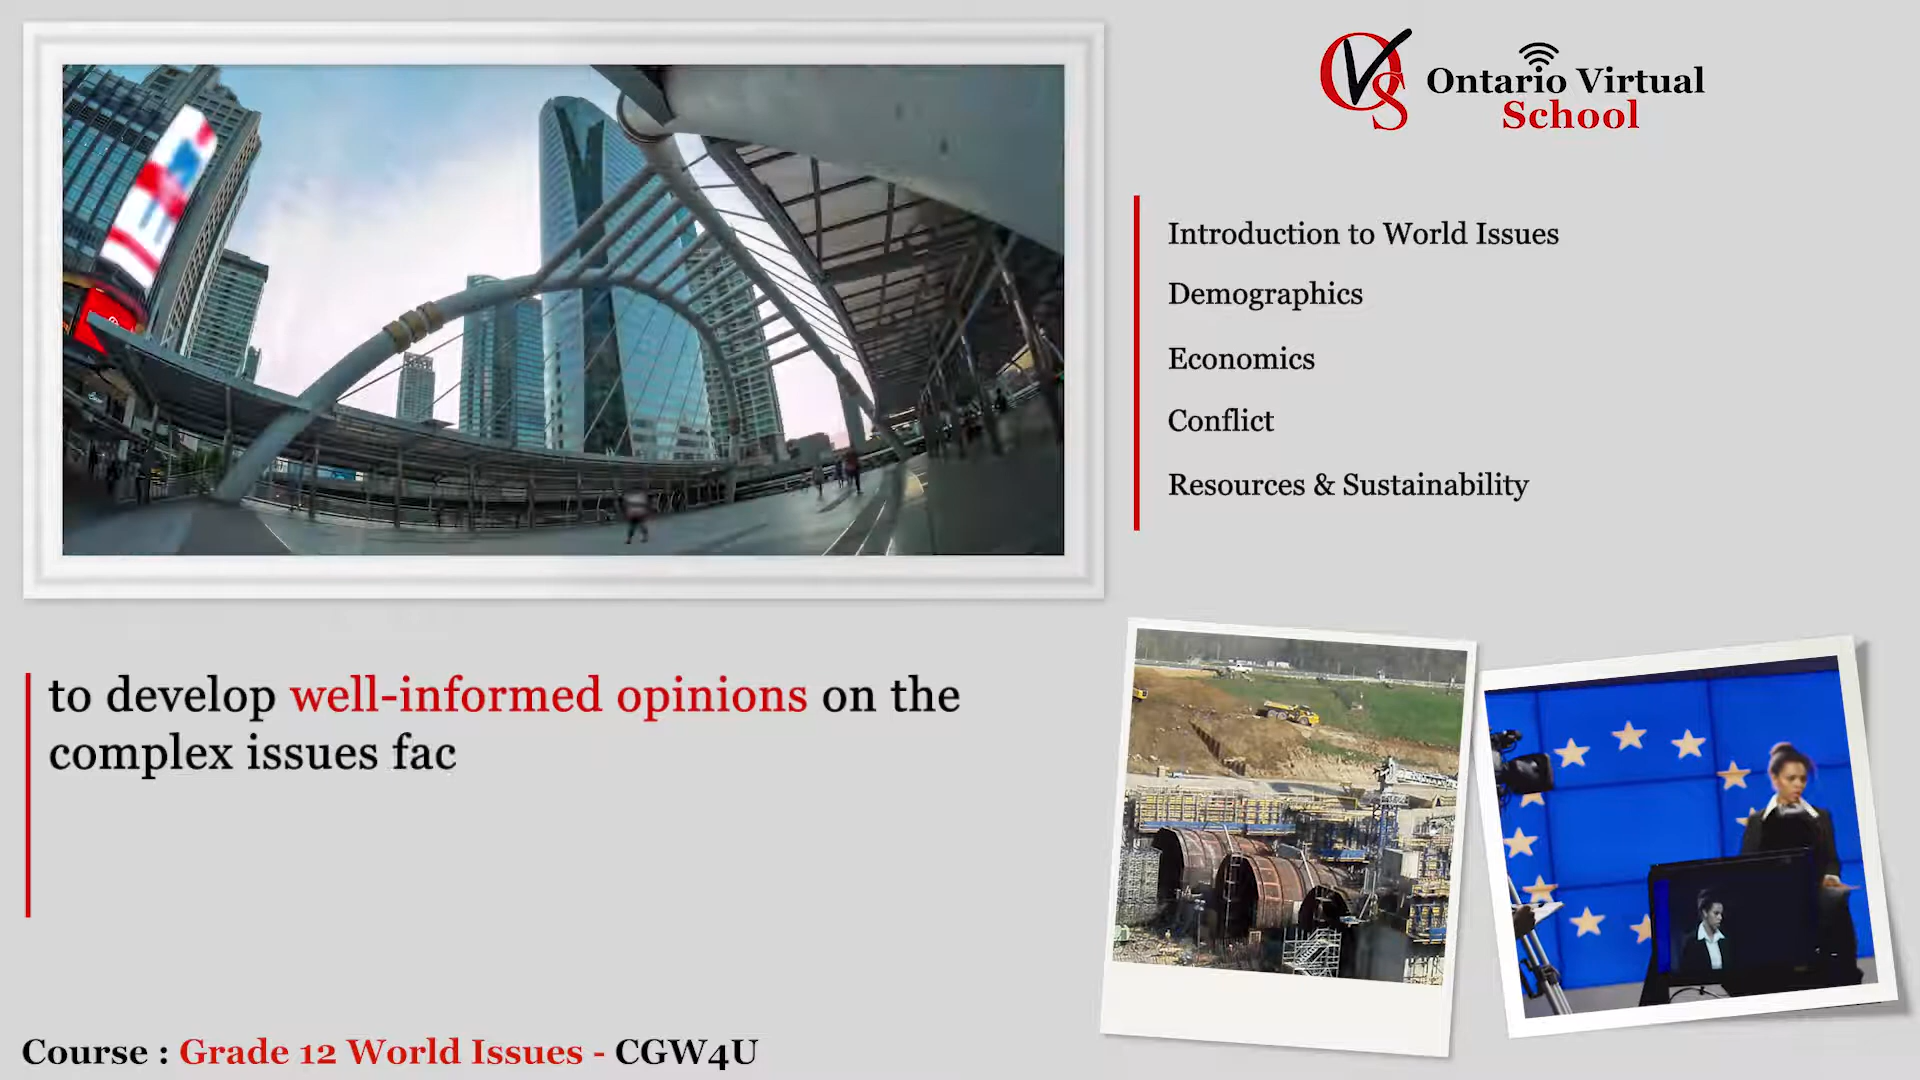 Ontario Virtual
School
Introduction to World Issues
Demographics
Economics
Conflict
Resources & Sustainability
to develop well-informed opinions on the
complex issues fac
Course : Grade 12 World Issues - CGW4U